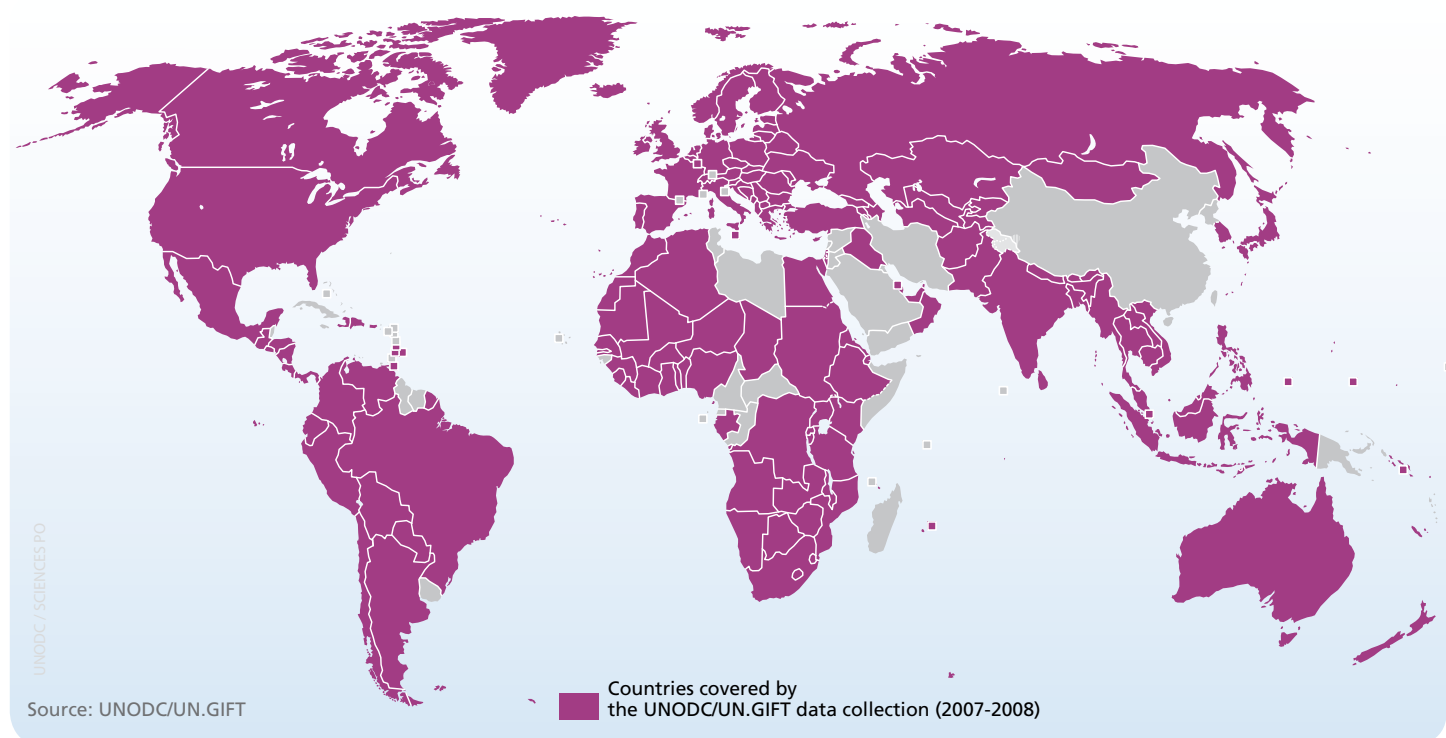 UNODC / SCIENCES PO
Source: UNODC/UN.GIFT
Countries covered by
the UNODC/UN.GIFT data collection (2007-2008)